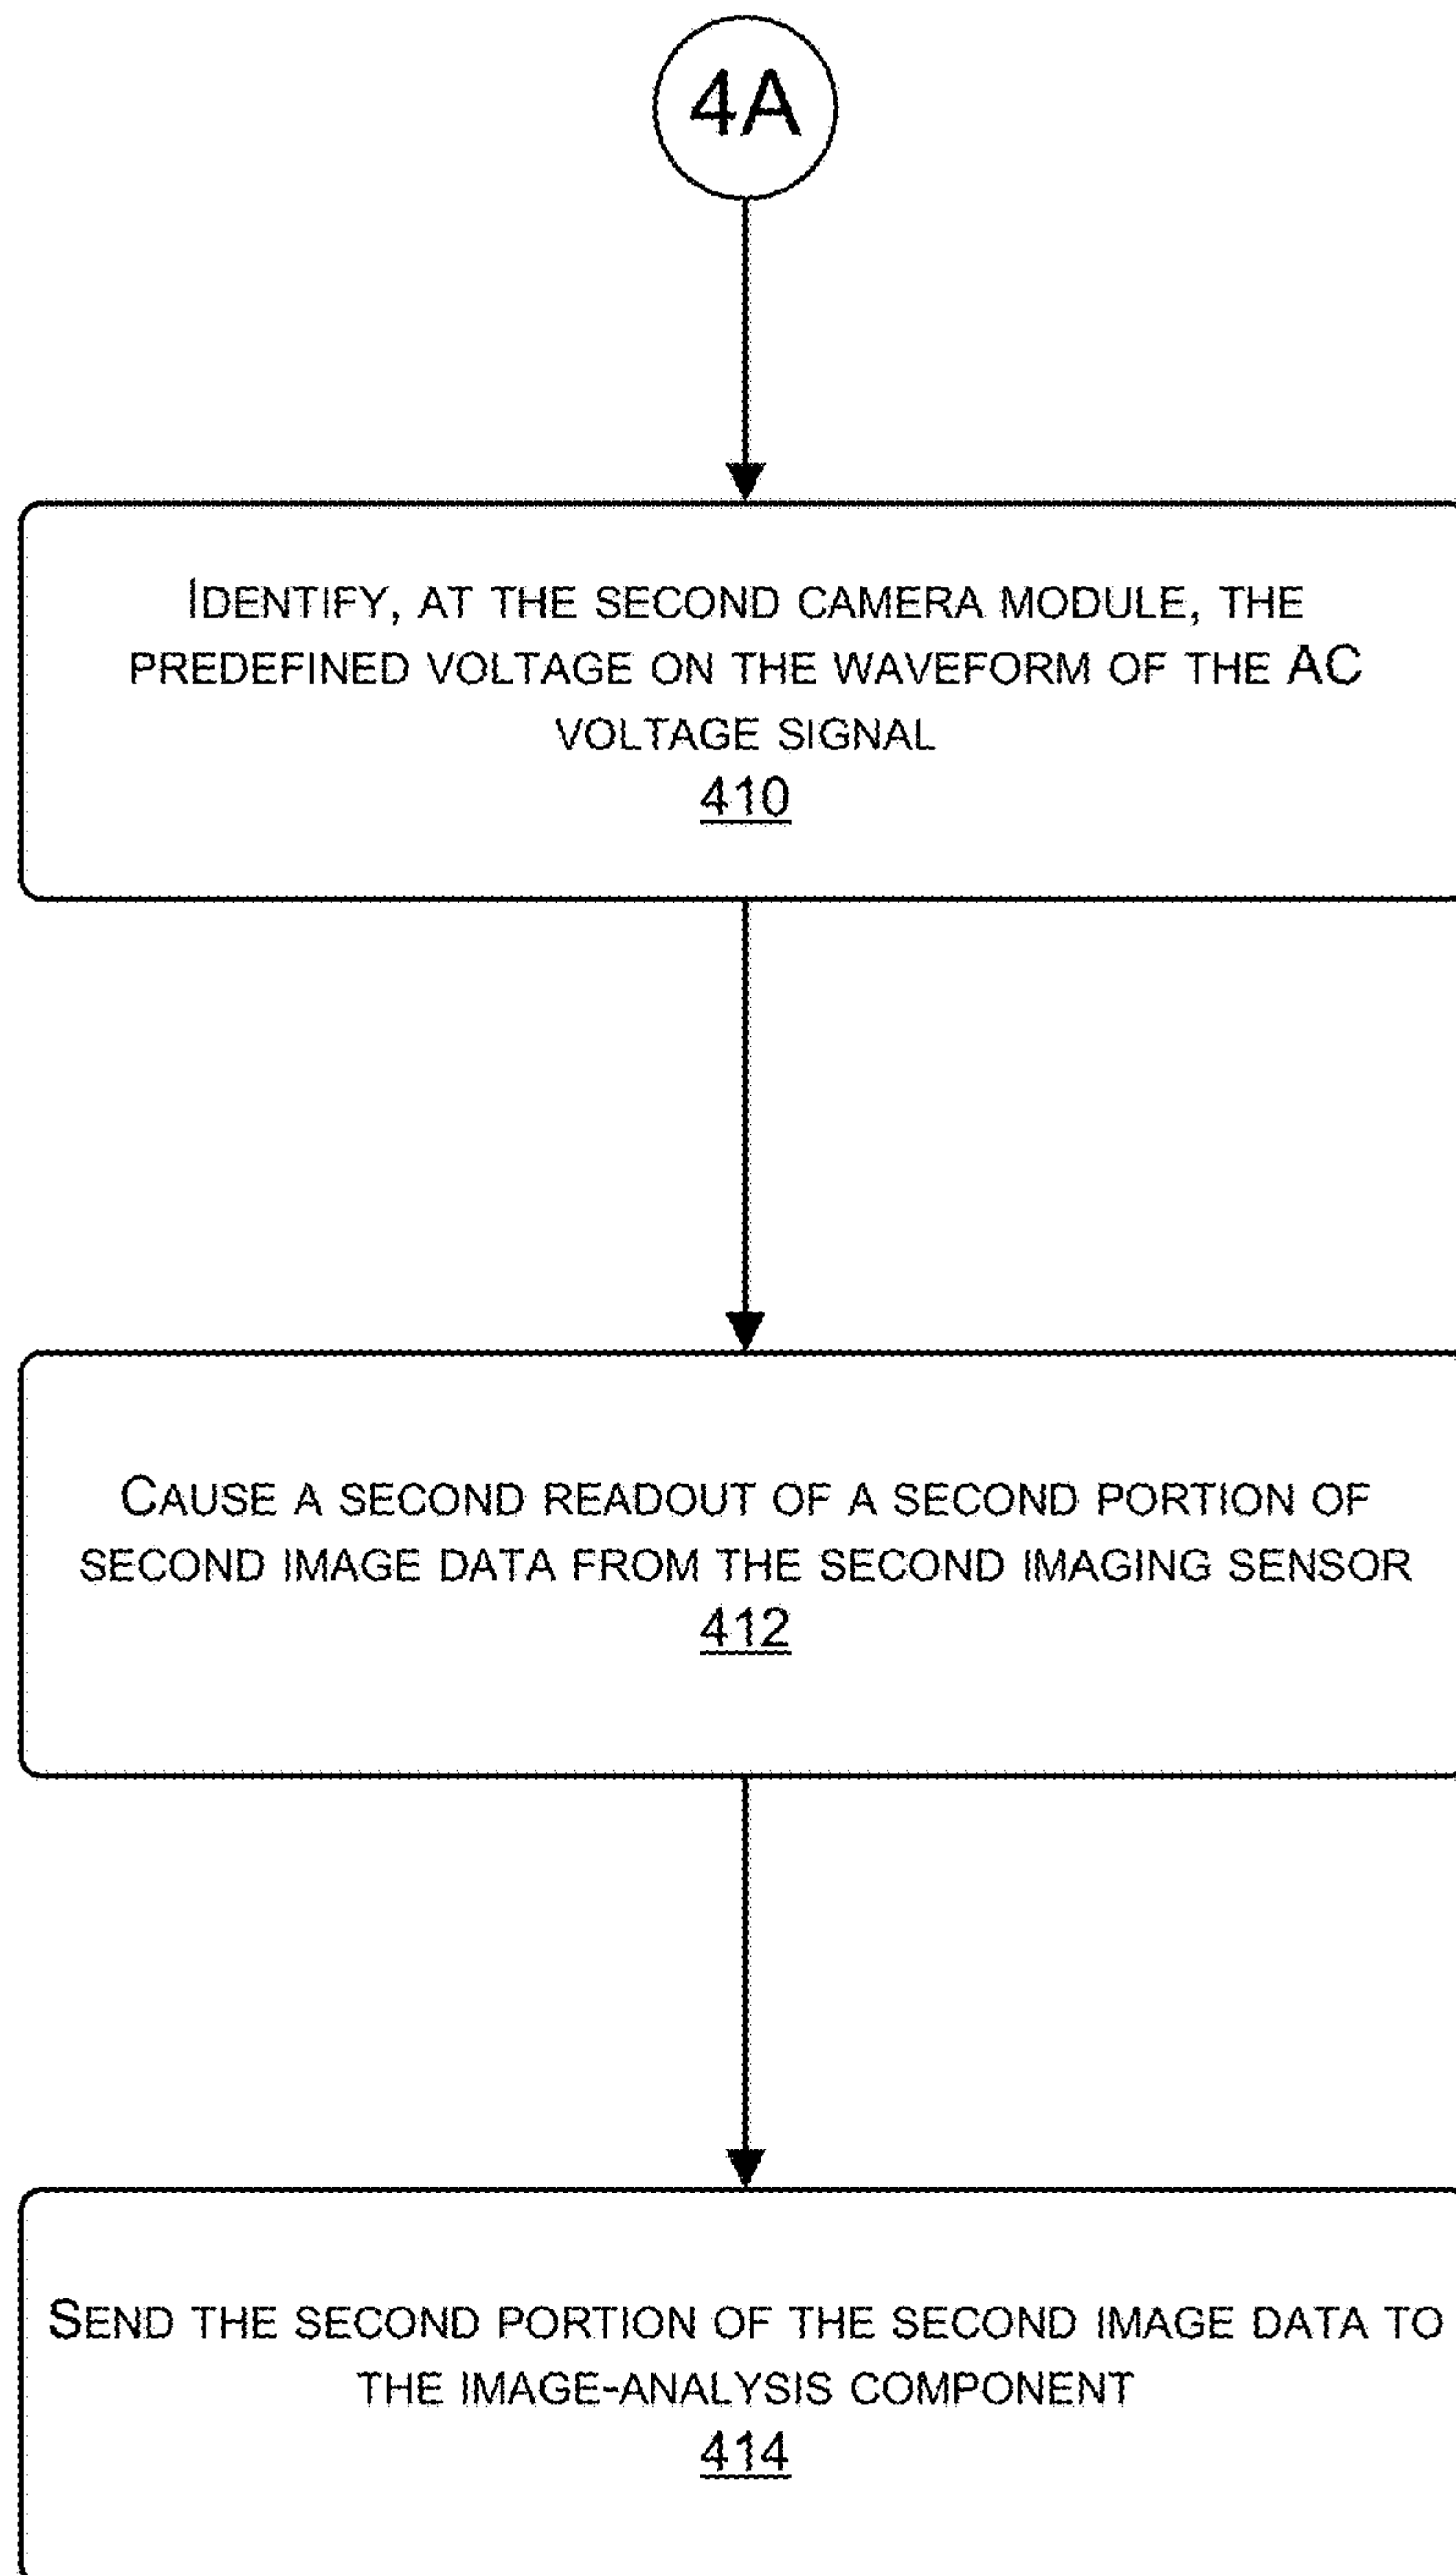 4A
IDENTIFY, AT THE SECOND CAMERA MODULE, THE
PREDEFINED VOLTAGE ON THE WAVEFORM OF THE AC
VOLTAGE SIGNAL
410
CAUSE A SECOND READOUT OF A SECOND PORTION OF
SECOND IMAGE DATA FROM THE SECOND IMAGING SENSOR
412
SEND THE SECOND PORTION OF THE SECOND IMAGE DATA TO
THE IMAGE-ANALYSIS COMPONENT
414